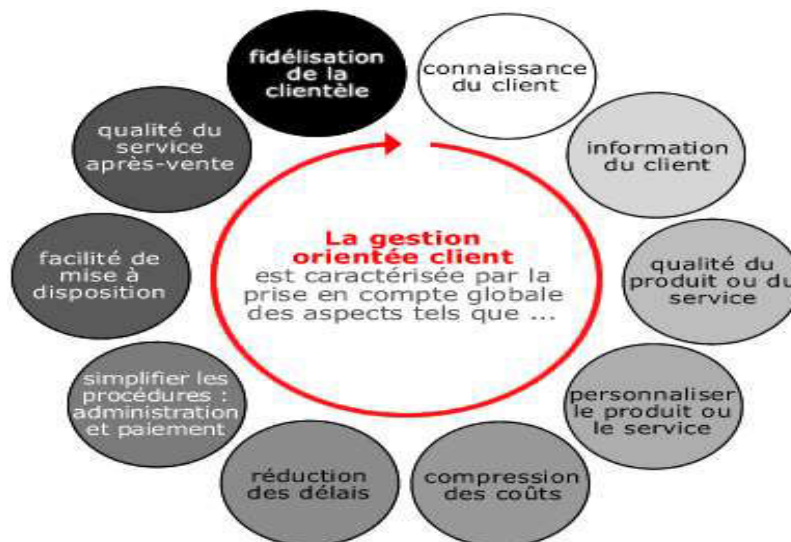 La gestion
orientée client
est caractérisée par la
prise en compte globale
des aspects tels que ...
connaissance
du client
information
du client
qualité du
produit ou du
service
personnaliser
le produit ou
le service
compression
des coûts
réduction
des délais
simplifier les
procédures :
administration
et paiement
facilité de
mise à
disposition
qualité du
service
après-vente
fidélisation
de la
clientèle